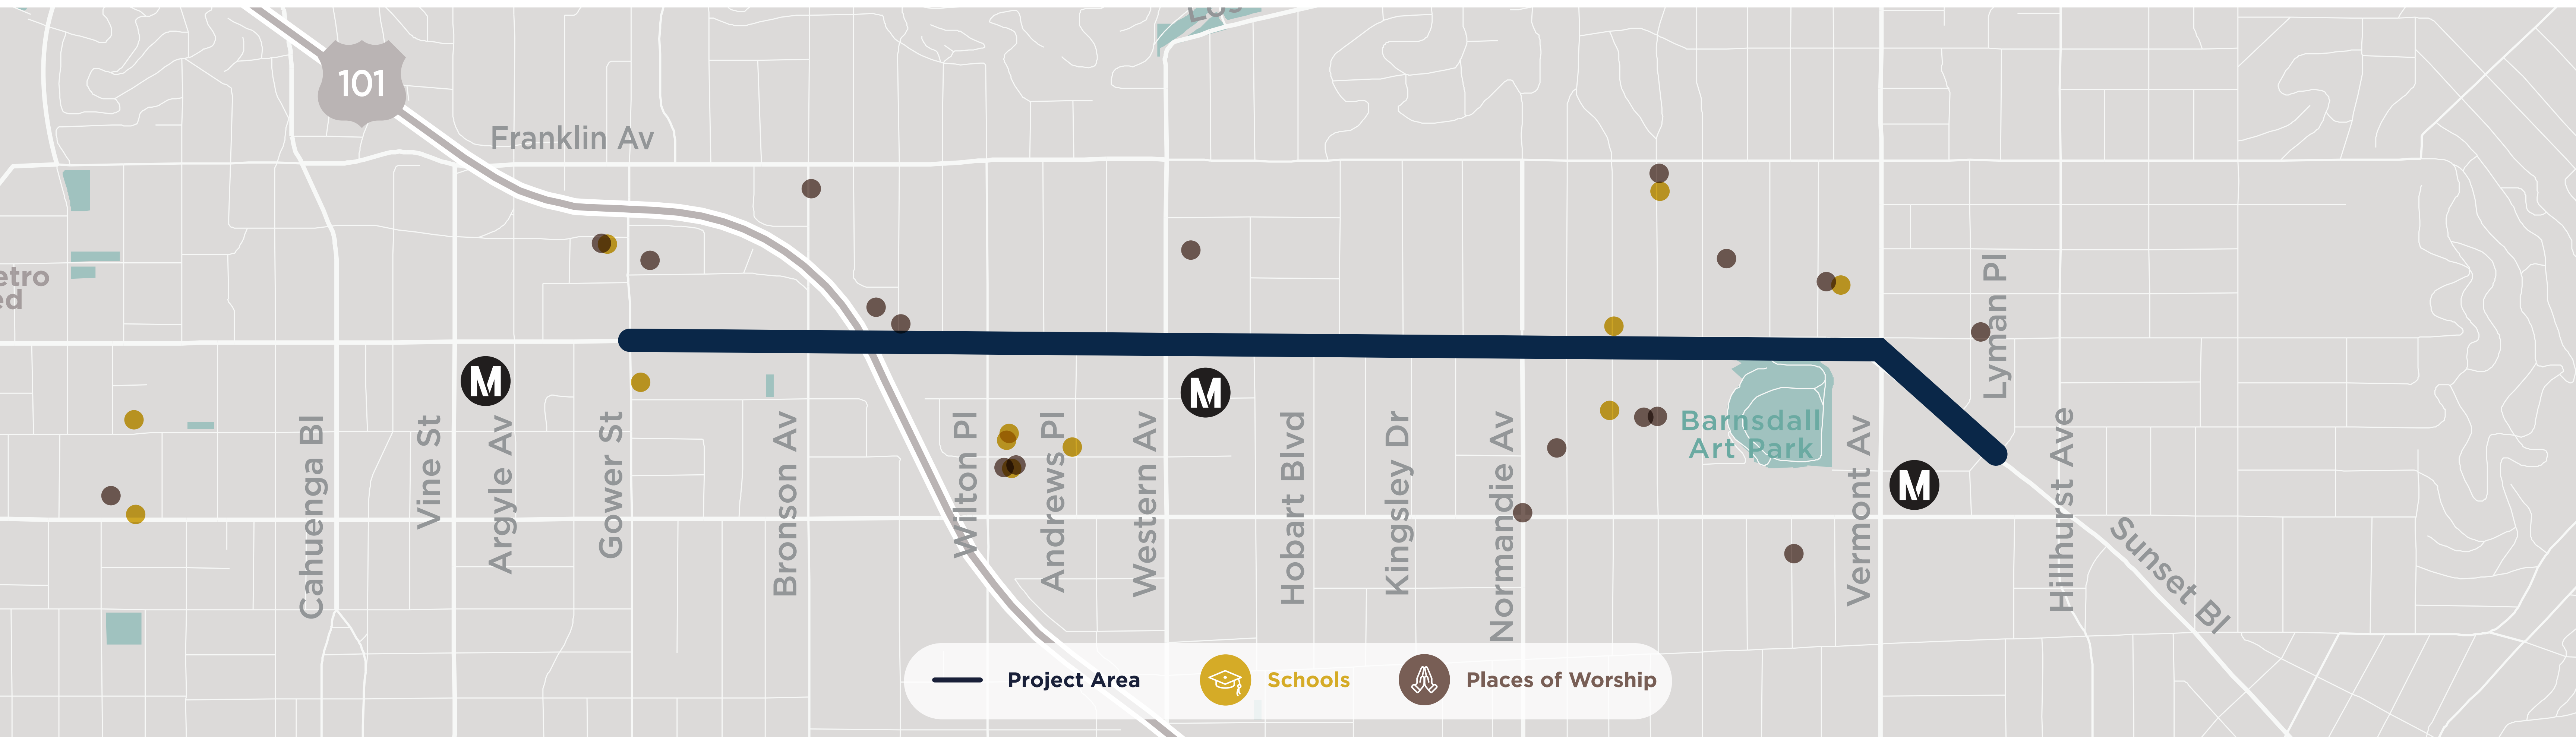 Los
101
Franklin Av
etro
ed
Lyman Pl
M
M
M
Barnsdall
Art Park
Cahuenga Bl
Vine St
Argyle Av
Gower St
Bronson Av
Wilton Pl
Andrews Pl
Western Av
Hobart Blvd
Kingsley Dr
Normandie Av
Vermont Av
Hillhurst Ave
Sunset Bl
Project Area
Schools
Places of Worship